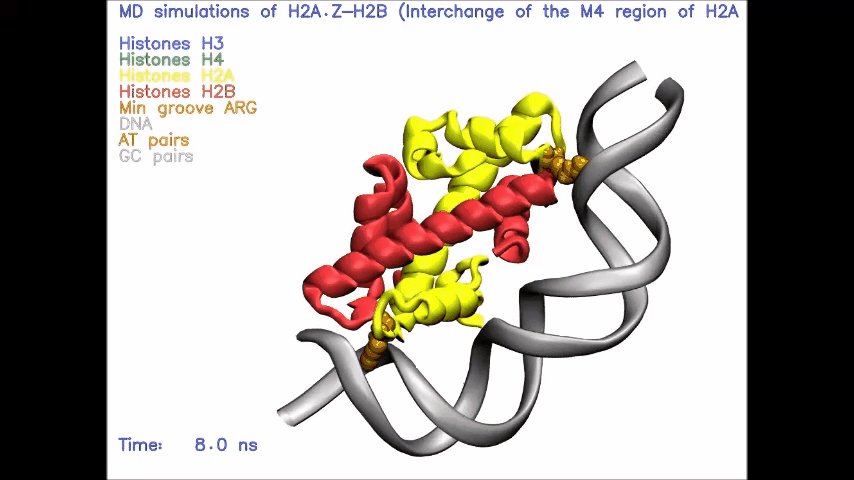 MD simulations of H2A.Z-H2B (Interchange of the M4 region of H2A
Histones H3
Histones H4
Histones H2A
Histones H2B
Min groove ARG
DNA
AT pairs
GC pairs
Time: 8.0 ns